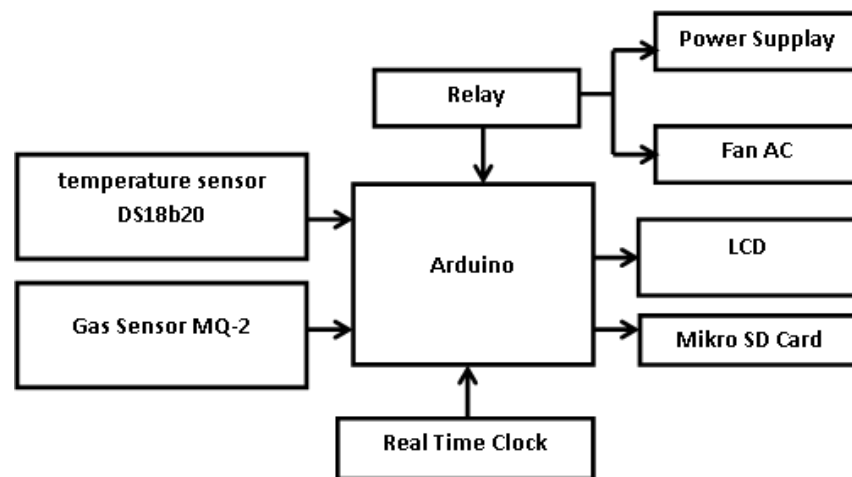 Power Supplay
Relay
Fan AC
temperature sensor
DS18b20
Arduino
LCD
Gas Sensor MQ-2
Mikro SD Card
Real Time Clock